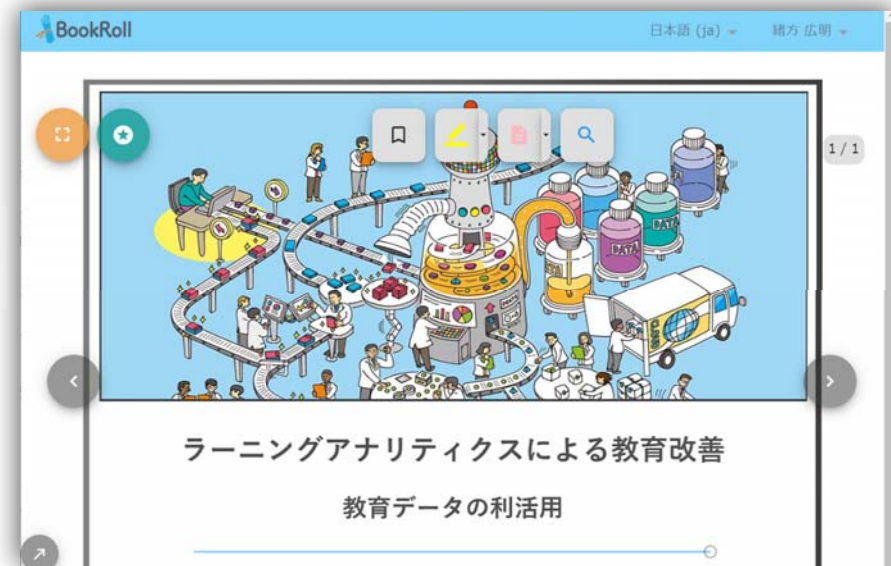 BookRoll
日本語 (ja)
緒方 広明
1 / 1
DATA
DATA
DATA
ラーニングアナリティクスによる教育改善
教育データの利活用